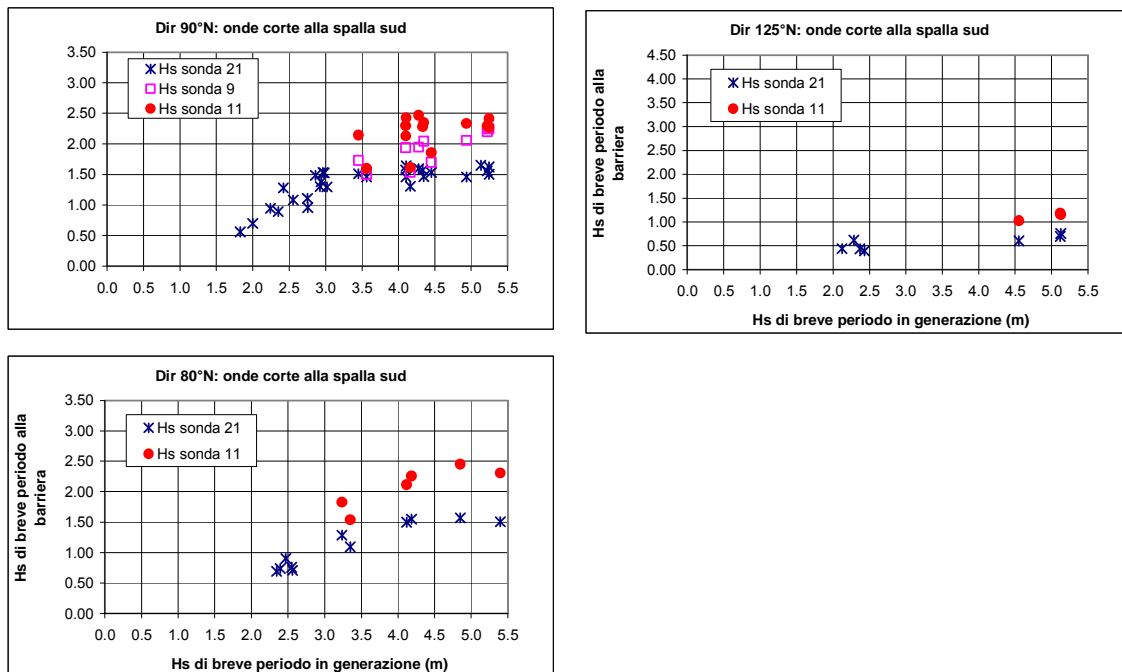 Dir 90°N: onde corte alla spalla sud
3.50
3.00
2.50
2.00
1.50
1.00
0.50
0.00
Hs sonda 21
Hs sonda 9
Hs sonda 11
0.0 0.5 1.0 1.5 2.0 2.5 3.0 3.5 4.0 4.5 5.0 5.5
Dir 125°N: onde corte alla spalla sud
Hs di breve periodo alla
barriera
4.50
4.00
3.50
3.00
2.50
2.00
1.50
1.00
0.50
0.00
Hs sonda 21
Hs sonda 11
0.0 0.5 1.0 1.5 2.0 2.5 3.0 3.5 4.0 4.5 5.0 5.5
Hs di breve periodo in generazione (m)
Dir 80°N: onde corte alla spalla sud
Hs di breve periodo alla
barriera
3.50
3.00
2.50
2.00
1.50
1.00
0.50
0.00
Hs sonda 21
Hs sonda 11
0.0 0.5 1.0 1.5 2.0 2.5 3.0 3.5 4.0 4.5 5.0 5.5
Hs di breve periodo in generazione (m)